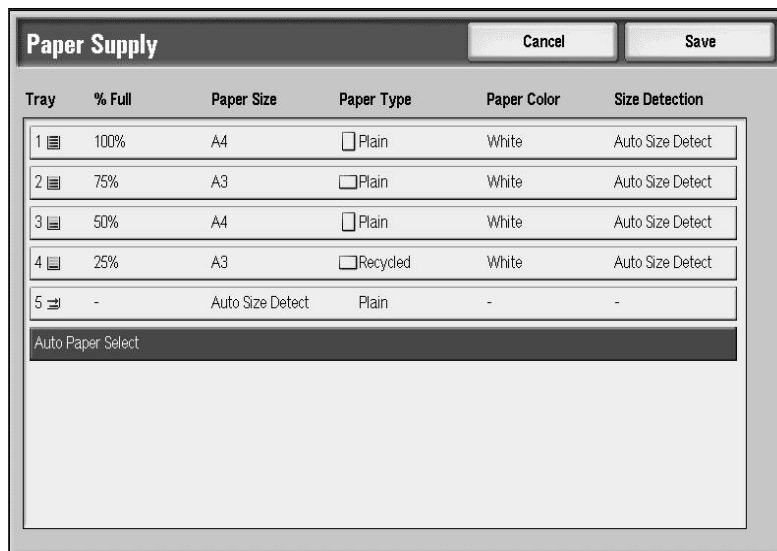 Paper Supply Cancel Save
Tray % Full Paper Size Paper Type Paper Color Size Detection
1 100% A4 Plain White Auto Size Detect
2 75% A3 Plain White Auto Size Detect
3 50% A4 Plain White Auto Size Detect
4 25% A3 Recycled White Auto Size Detect
5 - Auto Size Detect Plain - -
Auto Paper Select